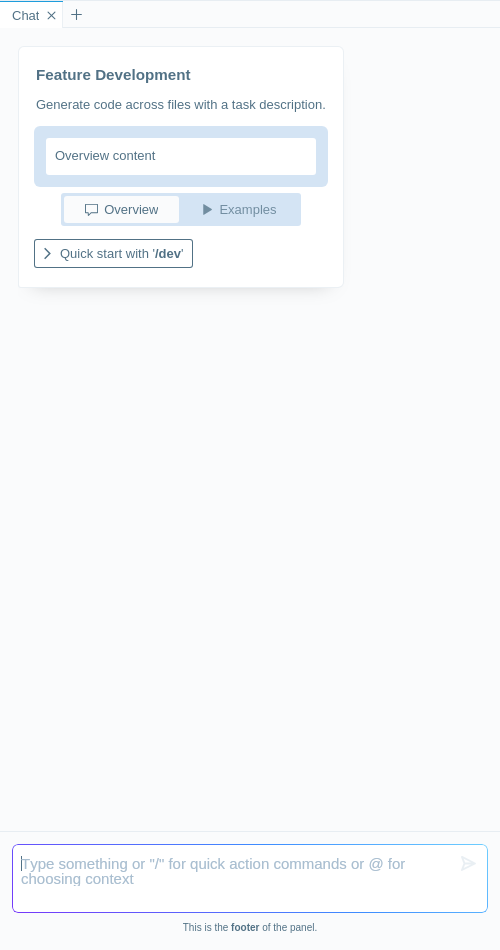 Chat
Feature Development
Generate code across files with a task description.
Overview content
Overview
Examples
Quick start with '/dev'
Type something or "/" for quick action commands or @ for
choosing context
This is the footer of the panel.